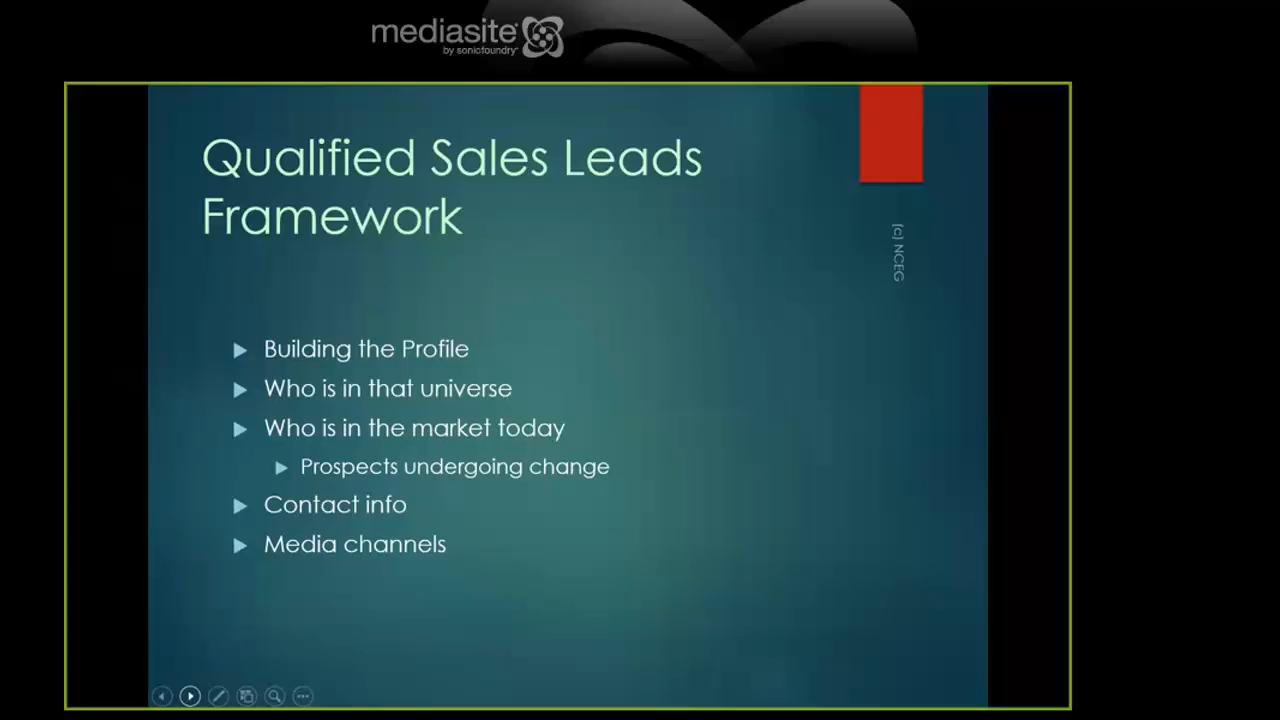 mediasite
by sonicfoundry
Qualified Sales Leads
Framework
(c) NCEG
Building the Profile
Who is in that universe
Who is in the market today
Prospects undergoing change
Contact info
Media channels